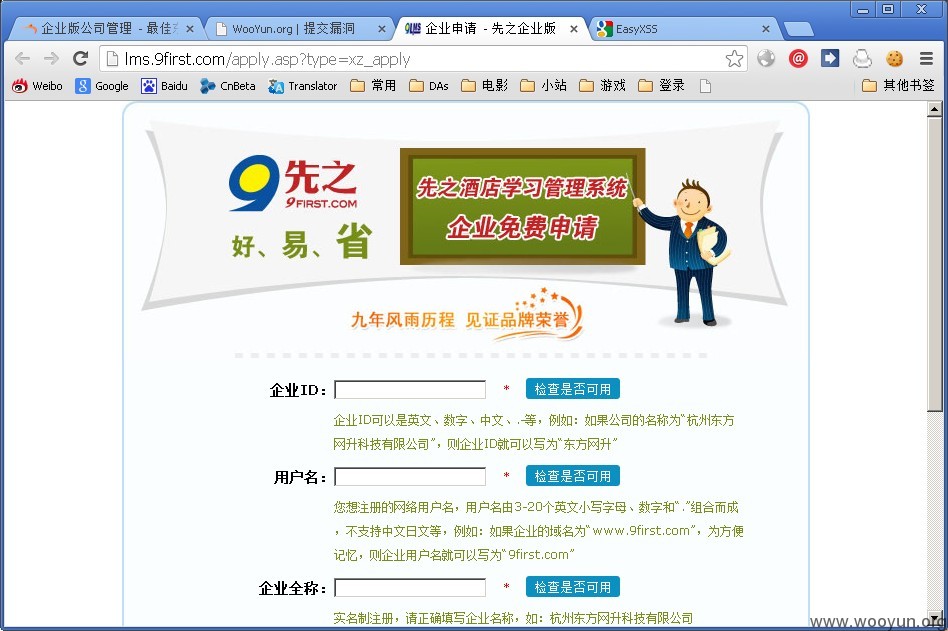 企业版公司管理 - 最佳
WooYun.org | 提交漏洞
企业申请 - 先之企业版
EasyXSS
lms.9first.com/apply.asp?type=xz_apply
Weibo
Google
Baidu
CnBeta
Translator
常用
DAs
电影
小站
游戏
登录
其他书签
9先之
9FIRST.COM
好、易、省
先之酒店学习管理系统
企业免费申请
九年风雨历程 见证品牌荣誉
企业ID: * 检查是否可用
企业ID可以是英文、数字、中文、.-等，例如：如果公司的名称为“杭州东方
网升科技有限公司”，则企业ID就可以写为“东方网升”
用户名: * 检查是否可用
您想注册的网络用户名，用户名由3-20个英文小写字母、数字和“.”组合而成
，不支持中文日文等，例如：如果企业的域名为“www.9first.com”，为方便
记忆，则企业用户名就可以写为“9first.com”
企业全称: * 检查是否可用
实名制注册，请正确填写企业名称，如：杭州东方网升科技有限公司
www.wooyun.org